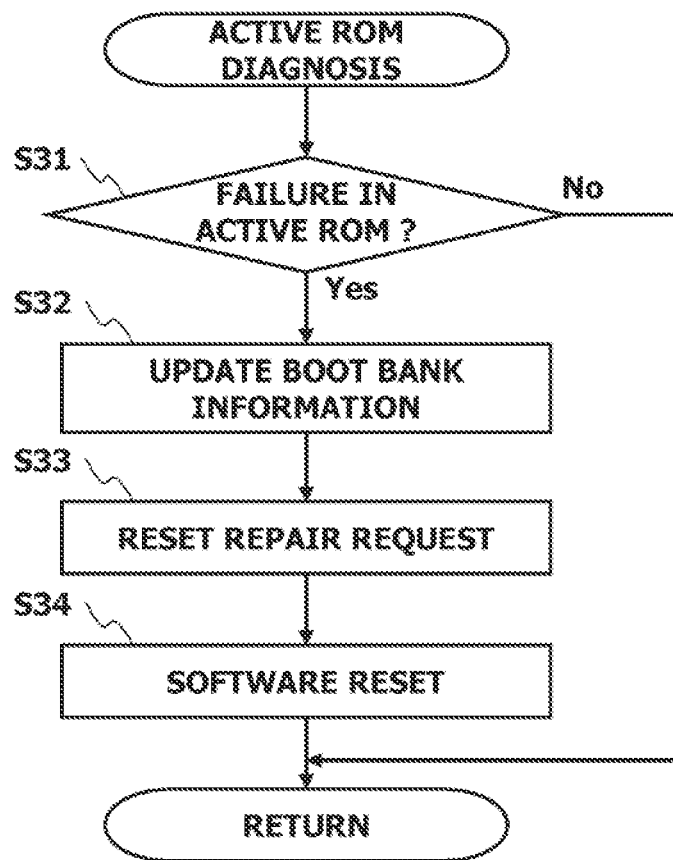 ACTIVE ROM
DIAGNOSIS
S31
FAILURE IN
ACTIVE ROM ?
No
Yes
S32
UPDATE BOOT BANK
INFORMATION
S33
RESET REPAIR REQUEST
S34
SOFTWARE RESET
RETURN